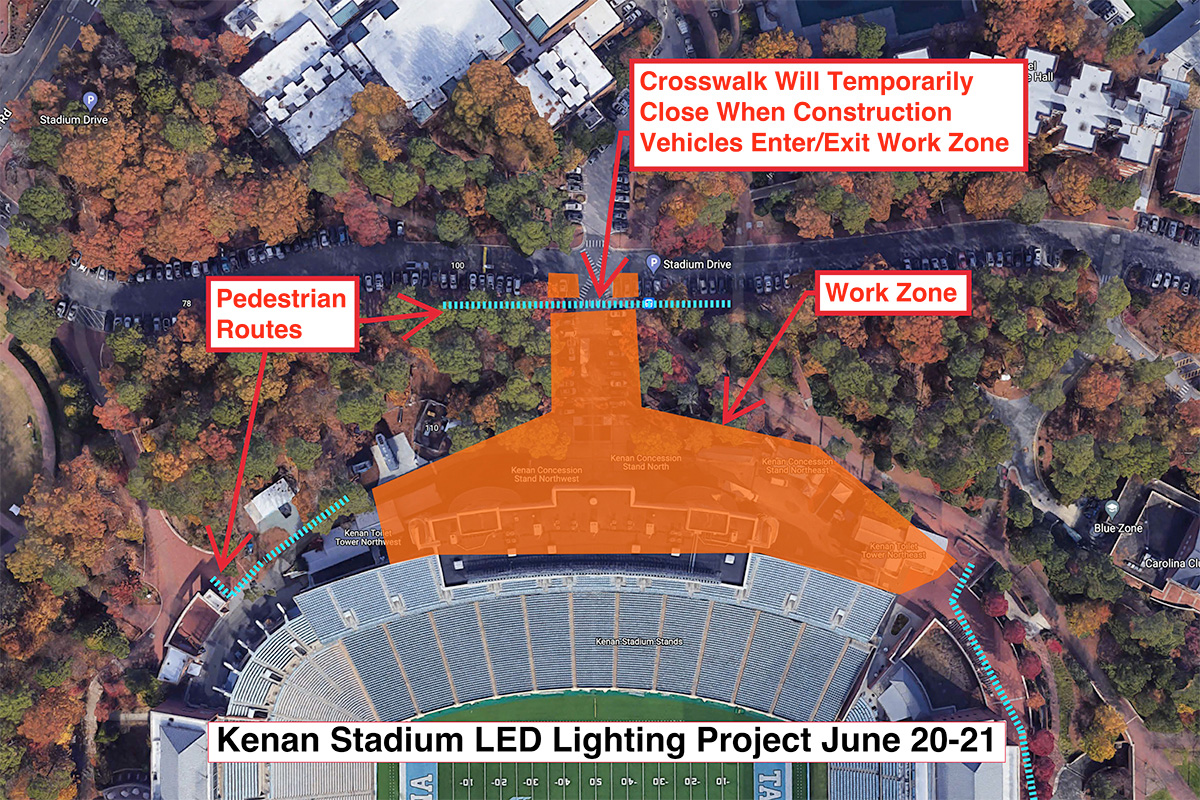 Crosswalk Will Temporarily
Close When Construction
Vehicles Enter/Exit Work Zone
Rd
Stadium Drive
Hall
100
Stadium Drive
78
Pedestrian
Routes
Work Zone
110
Kenan Concession
Stand North
Kenan Concession
Stand Northwest
Kenan Concession
Stand Northeast
Kenan Toilet
Tower Northwest
Kenan Toilet
Tower Northeast
Blue Zone
Carolina Clu
Kenan Stadium Stands
Kenan Stadium LED Lighting Project June 20-21
10 20 30 40 50 40 30 20 10